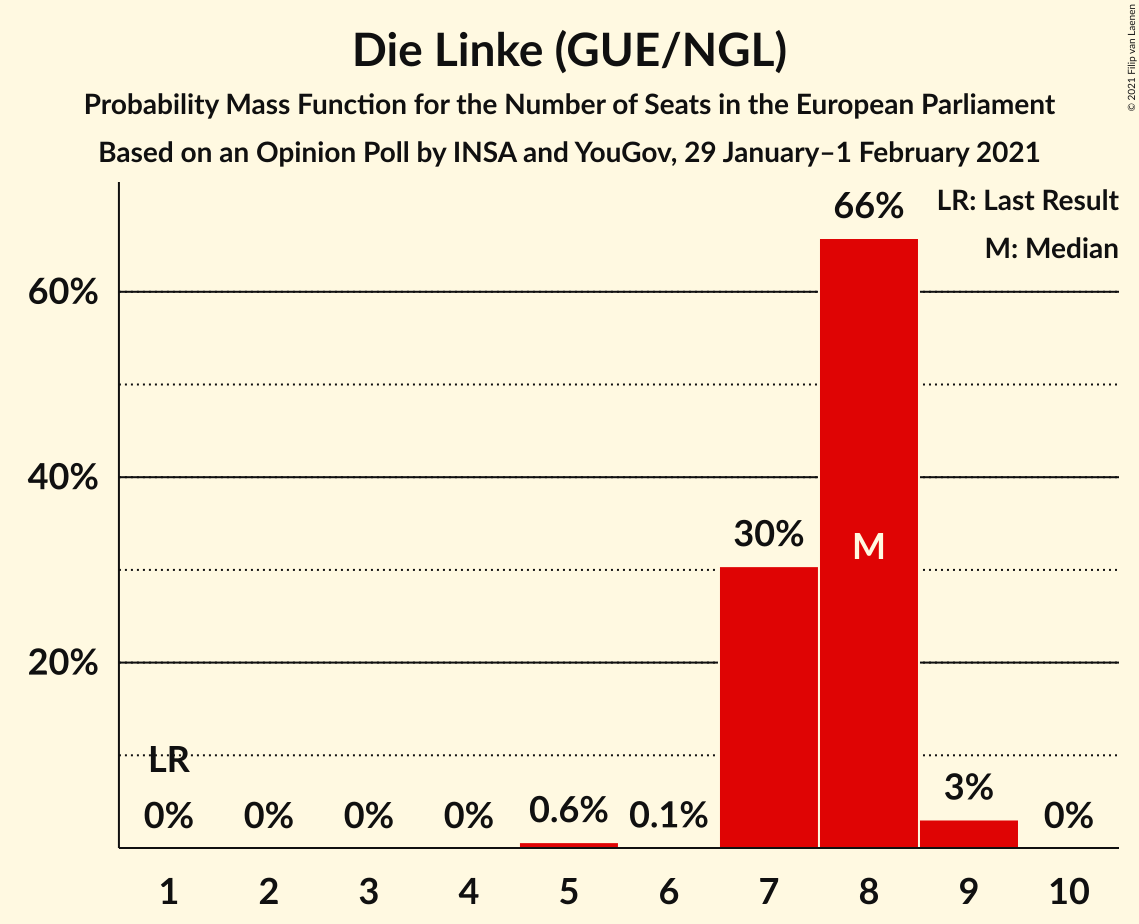 Die Linke (GUE/NGL)
Probability Mass Function for the Number of Seats in the European Parliament
Based on an Opinion Poll by INSA and YouGov, 29 January–1 February 2021
© 2021 Filip van Laenen
LR: Last Result
M: Median
66%
60%
40%
30%
M
20%
LR
0%
0%
0%
0%
0.6%
0.1%
3%
0%
1 2 3 4 5 6 7 8 9 10